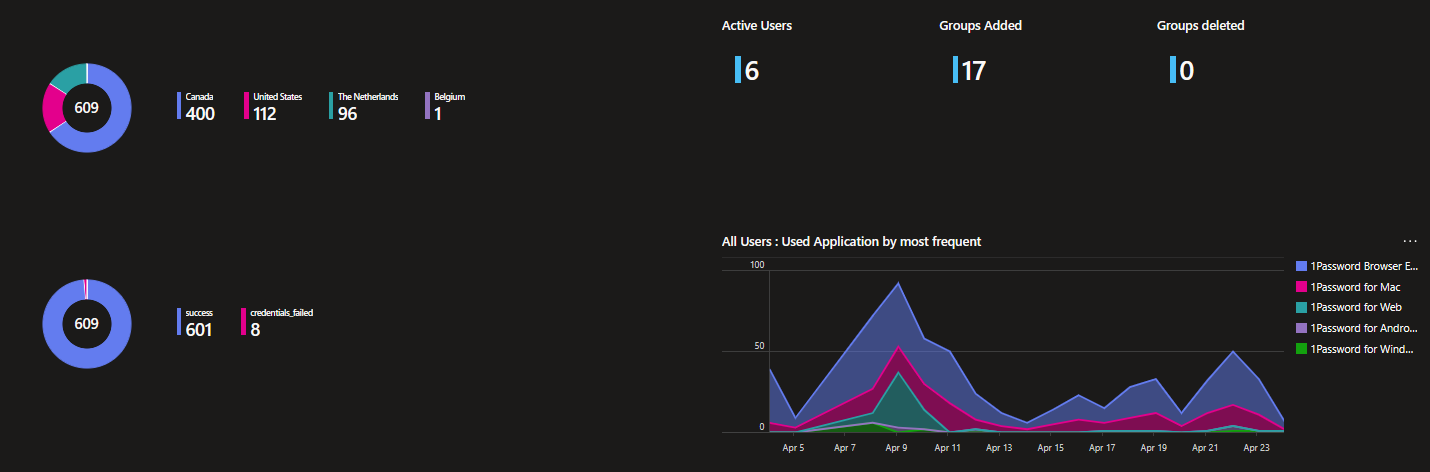 Active Users
6
Groups Added
17
Groups deleted
0
609
Canada
400
United States
112
The Netherlands
96
Belgium
1
609
success
601
credentials_failed
8
All Users : Used Application by most frequent
...
100
50
0
Apr 5 Apr 7 Apr 9 Apr 11 Apr 13 Apr 15 Apr 17 Apr 19 Apr 21 Apr 23
1Password Browser E...
1Password for Mac
1Password for Web
1Password for Andro...
1Password for Wind...